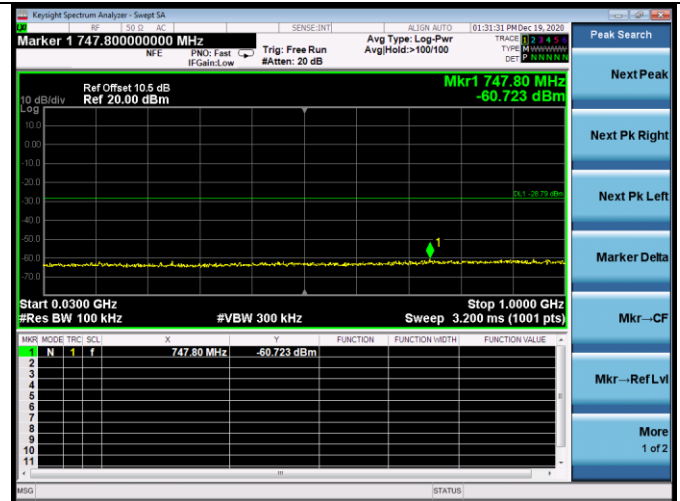 Keysight Spectrum Analyzer - Swept SA
RF 50 Ω AC SENSE:INT ALIGN AUTO 01:31:31 PM Dec 19, 2020
Marker 1 747.800000000 MHz Avg Type: Log-Pwr TRACE 1 2 3 4 5 6
NFE PNO: Fast Trig: Free Run Avg|Hold:>100/100 TYPE M WWWWW
IFGain:Low #Atten: 20 dB DET P N N N N N
Peak Search
Next Peak
Next Pk Right
Next Pk Left
Marker Delta
Mkr→CF
Mkr→Ref Lvl
More
1 of 2
Mkr1 747.80 MHz
-60.723 dBm
Ref Offset 10.5 dB
10 dB/div Ref 20.00 dBm
Log
10.0
0.00
-10.0
-20.0
DL1 -28.79 dBm
-30.0
-40.0
-50.0
1
-60.0
-70.0
Start 0.0300 GHz Stop 1.0000 GHz
#Res BW 100 kHz #VBW 300 kHz Sweep 3.200 ms (1001 pts)
MKR MODE TRC SCL X Y FUNCTION FUNCTION WIDTH FUNCTION VALUE
1 N 1 f 747.80 MHz -60.723 dBm
2
3
4
5
6
7
8
9
10
11
MSG STATUS